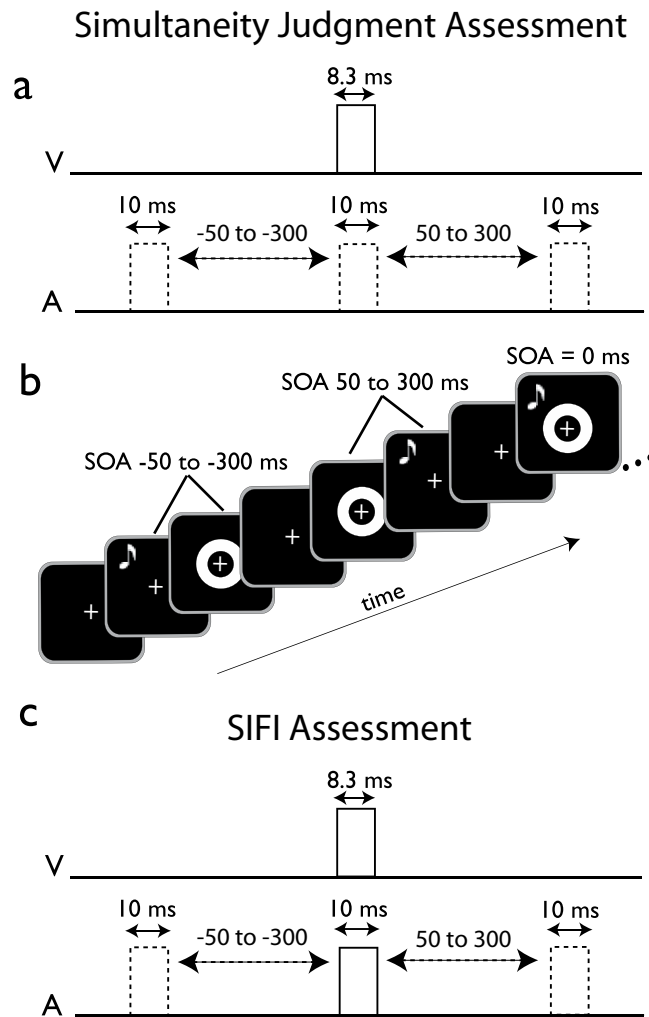 Simultaneity Judgment Assessment
a
8.3 ms
V
10 ms 10 ms 10 ms
-50 to -300 50 to 300
A
b
SOA = 0 ms
SOA 50 to 300 ms
SOA -50 to -300 ms
time
c
SIFI Assessment
8.3 ms
V
10 ms 10 ms 10 ms
-50 to -300 50 to 300
A